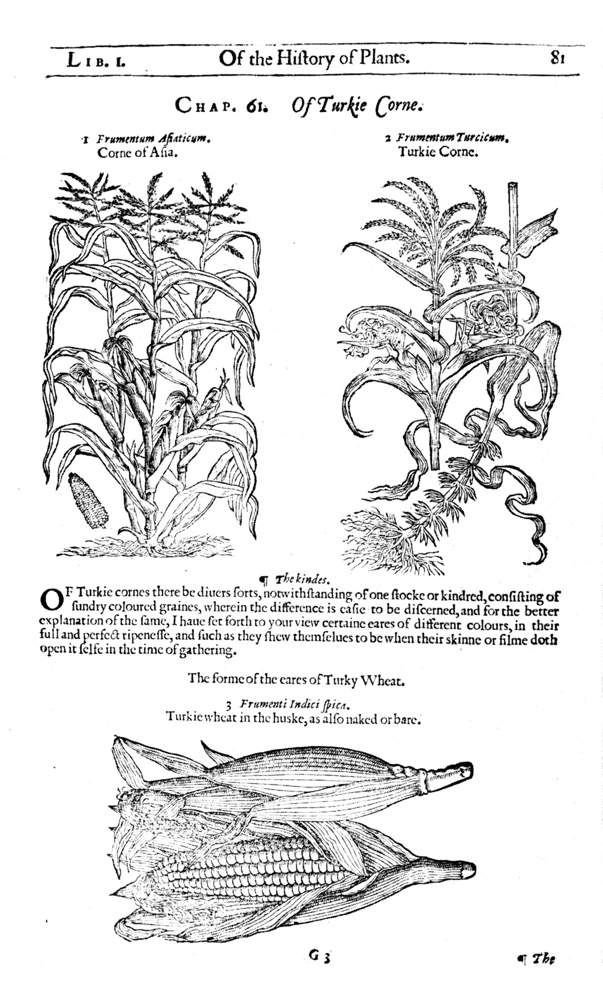 LIB. I. Of the Hiſtory of Plants. 81
CHAP. 61. Of Turkie Corne.
1 Frumentum Aſiaticum.
Corne of Aſia.
2 Frumentum Turcicum.
Turkie Corne.
¶ The kindes.
OF Turkie cornes there be diuers ſorts, notwithſtanding of one ſtocke or kindred, conſiſting of
ſundry coloured graines, wherein the difference is eaſie to be diſcerned, and for the better
explanation of the ſame, I haue ſet forth to your view certaine eares of different colours, in their
full and perfect ripeneſſe, and ſuch as they ſhew themſelues to be when their skinne or filme doth
open it ſelfe in the time of gathering.
The forme of the eares of Turky Wheat.
3 Frumenti Indici ſpica.
Turkie wheat in the huske, as alſo naked or bare.
G 3
¶ The